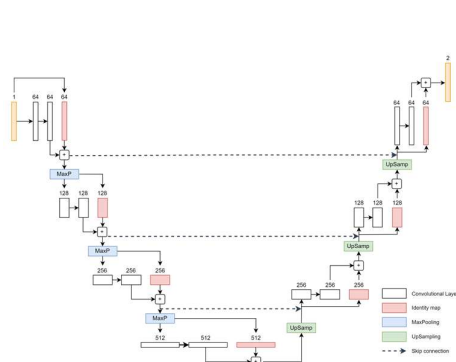 2
1 64 64 64
64 64 64
+
+
UpSamp
MaxP
+
128 128 128
128 128 128
+
MaxP
UpSamp
+
256 256 256
+
256 256 256
Convolutional Laye
Identity map
MaxP
MaxPooling
UpSamp
UpSampling
512 512 512
Skip connection
+